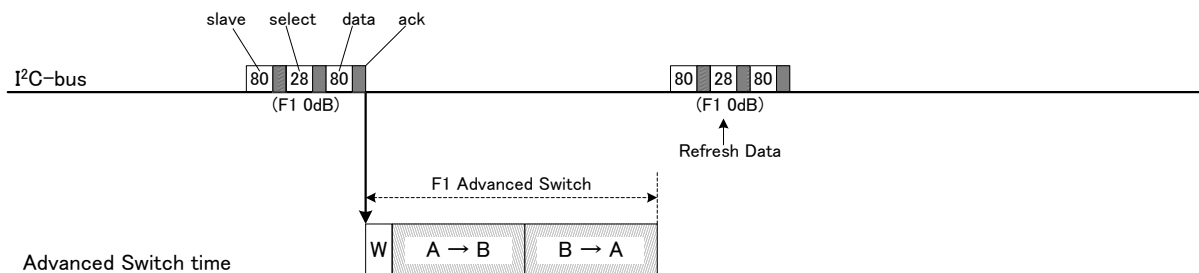 slave select data ack
I²C-bus
80 28 80
80 28 80
(F1 0dB)
(F1 0dB)
Refresh Data
F1 Advanced Switch
W A → B B → A
Advanced Switch time